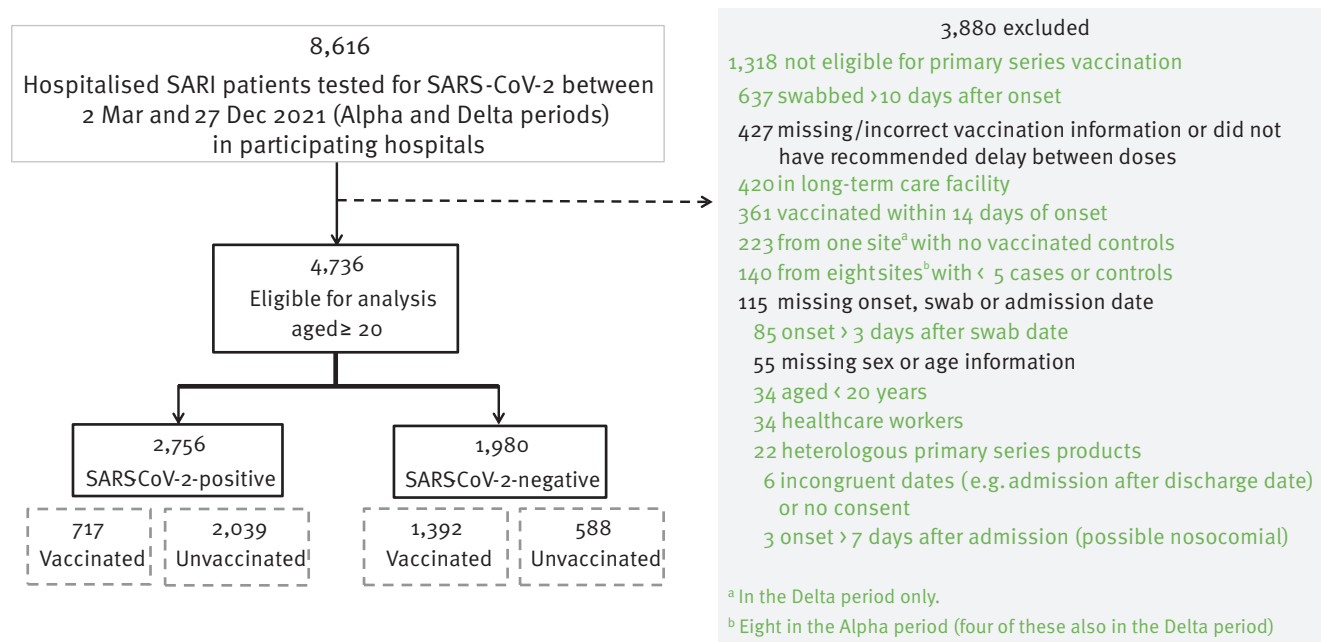 8,616
Hospitalised SARI patients tested for SARS-CoV-2 between
2 Mar and 27 Dec 2021 (Alpha and Delta periods)
in participating hospitals
4,736
Eligible for analysis
aged≥ 20
2,756
SARSCoV-2-positive
1,980
SARSCoV-2-negative
717
Vaccinated
2,039
Unvaccinated
1,392
Vaccinated
588
Unvaccinated
3,880 excluded
1,318 not eligible for primary series vaccination
637 swabbed >10 days after onset
427 missing/incorrect vaccination information or did not
have recommended delay between doses
420 in long-term care facility
361 vaccinated within 14 days of onset
223 from one siteᵃ with no vaccinated controls
140 from eight sitesᵇ with < 5 cases or controls
115 missing onset, swab or admission date
85 onset > 3 days after swab date
55 missing sex or age information
34 aged < 20 years
34 healthcare workers
22 heterologous primary series products
6 incongruent dates (e.g. admission after discharge date)
or no consent
3 onset > 7 days after admission (possible nosocomial)
ᵃ In the Delta period only.
ᵇ Eight in the Alpha period (four of these also in the Delta period)